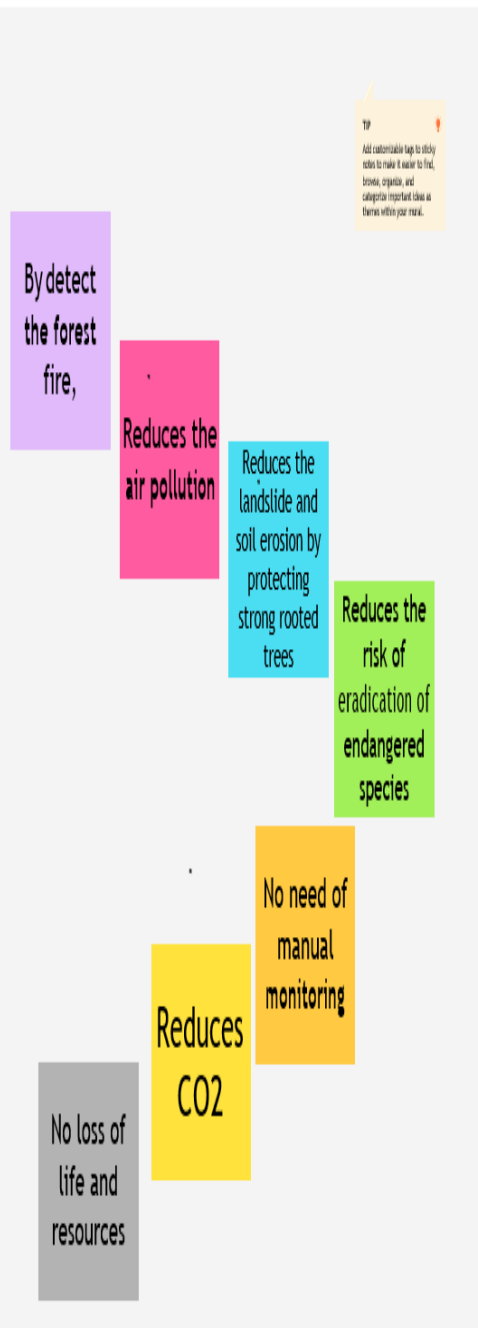 TIP
Add customizable tags to sticky
notes to make it easier to find,
browse, organize, and
categorize important ideas as
themes within your mural.
By detect
the forest
fire,
Reduces the
air pollution
Reduces the
landslide and
soil erosion by
protecting
strong rooted
trees
Reduces the
risk of
eradication of
endangered
species
No need of
manual
monitoring
Reduces
CO2
No loss of
life and
resources